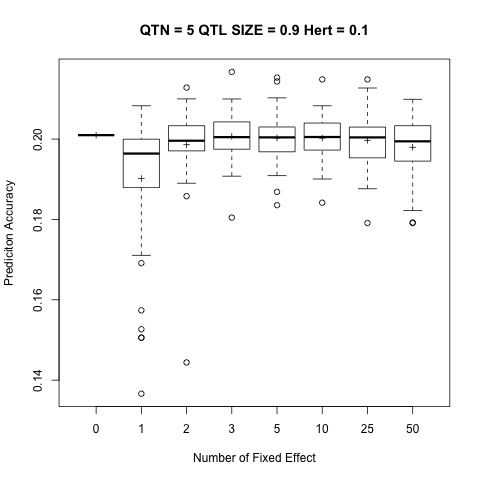 QTN = 5 QTL SIZE = 0.9 Hert = 0.1
Prediciton Accuracy
0.20
0.18
0.16
0.14
0 1 2 3 5 10 25 50
Number of Fixed Effect